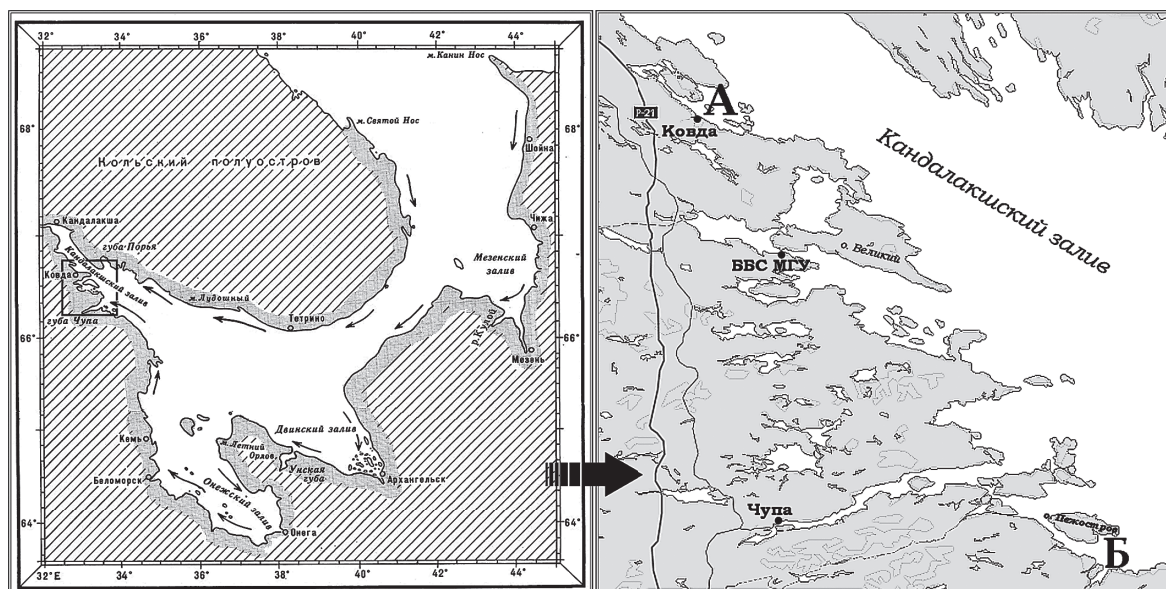 32°E
34°
36°
38°
40°
42°
44°
м.Канин Нос
68°
м.Святой Нос
Шойна
Кольский полуостров
Чижа
Кандалакша
губа Порья
Мезенский
залив
Кандалакшский залив
Ковда
м.Лудошный
губа Чупа
Тетрино
р.Кулой
66°
Мезень
Двинский залив
Кемь
м.Летний
Орлов.
Унская
губа
Беломорск
Архангельск
Онежский
залив
64°
Онега
32°E
34°
36°
38°
40°
42°
44°
А
Р-21
Ковда
Кандалакшский залив
о. Великий
ББС МГУ
Чупа
о. Пежостров
Б